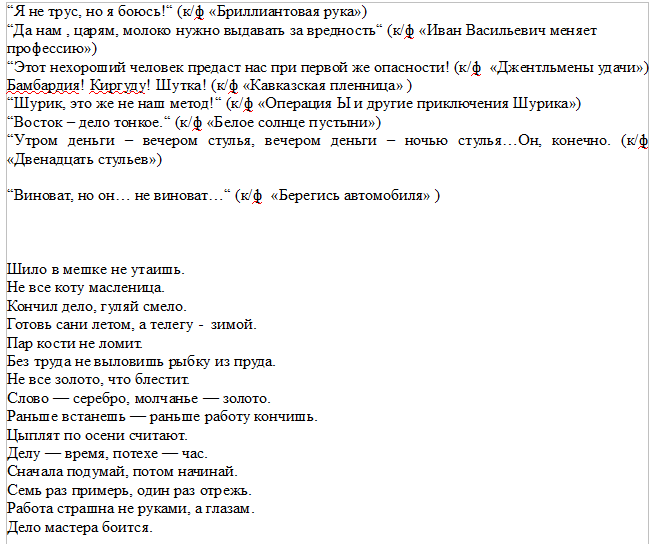 “Я не трус, но я боюсь!“ (к/ф «Бриллиантовая рука»)
“Да нам , царям, молоко нужно выдавать за вредность“ (к/ф «Иван Васильевич меняет
профессию»)
“Этот нехороший человек предаст нас при первой же опасности! (к/ф «Джентльмены удачи»)
Бамбардия! Киргуду! Шутка! (к/ф «Кавказская пленница» )
“Шурик, это же не наш метод!“ (к/ф «Операция Ы и другие приключения Шурика»)
“Восток – дело тонкое.“ (к/ф «Белое солнце пустыни»)
“Утром деньги – вечером стулья, вечером деньги – ночью стулья…Он, конечно. (к/ф
«Двенадцать стульев»)
“Виноват, но он… не виноват…“ (к/ф «Берегись автомобиля» )
Шило в мешке не утаишь.
Не все коту масленица.
Кончил дело, гуляй смело.
Готовь сани летом, а телегу - зимой.
Пар кости не ломит.
Без труда не выловишь рыбку из пруда.
Не все золото, что блестит.
Слово — серебро, молчанье — золото.
Раньше встанешь — раньше работу кончишь.
Цыплят по осени считают.
Делу — время, потехе — час.
Сначала подумай, потом начинай.
Семь раз примерь, один раз отрежь.
Работа страшна не руками, а глазам.
Дело мастера боится.